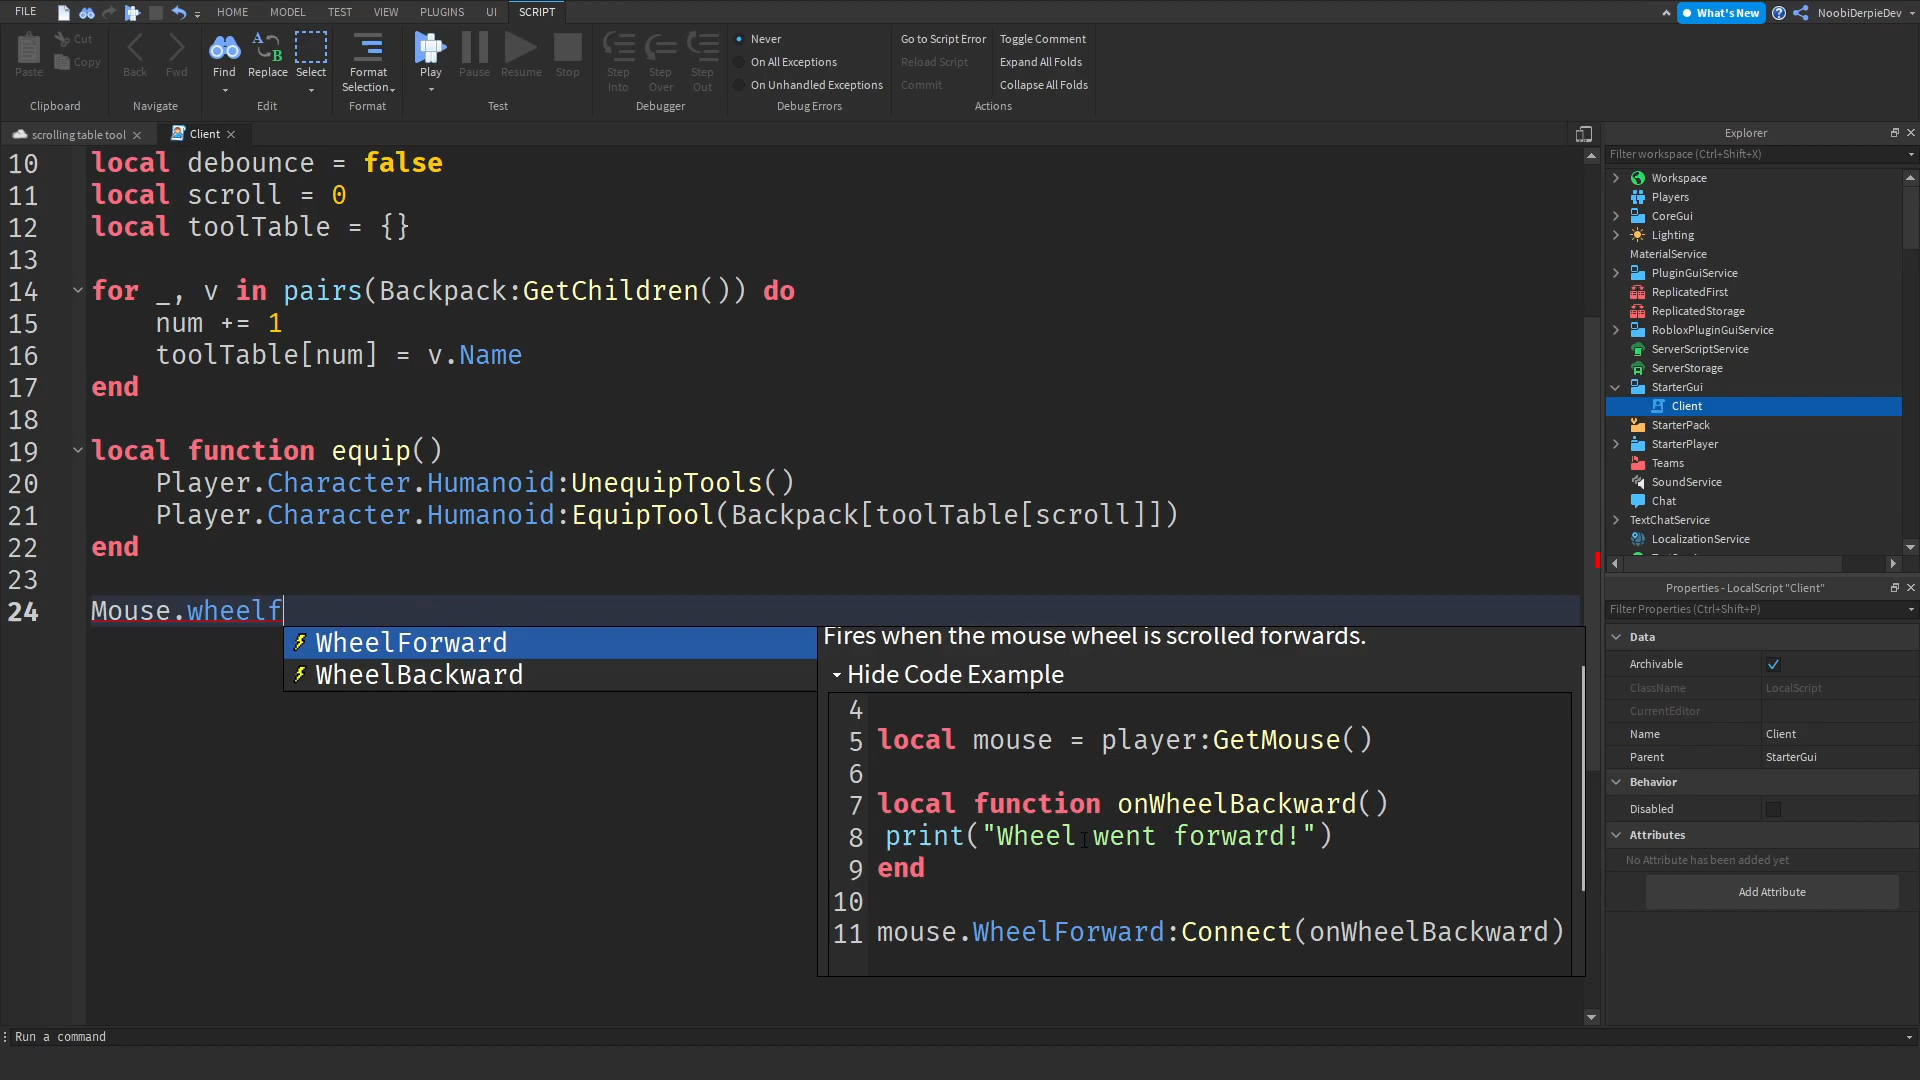 FILE HOME MODEL TEST VIEW PLUGINS UI SCRIPT What's New NoobiDerpieDev
Paste Cut Copy Back Fwd Find Replace Select Format Selection Play Pause Resume Stop Step Into Step Over Step Out
Never
On All Exceptions
On Unhandled Exceptions
Go to Script Error
Reload Script
Commit
Toggle Comment
Expand All Folds
Collapse All Folds
Clipboard Navigate Edit Format Test Debugger Debug Errors Actions
scrolling table tool Client
10 local debounce = false
11 local scroll = 0
12 local toolTable = {}
13
14 for _, v in pairs(Backpack:GetChildren()) do
15 num += 1
16 toolTable[num] = v.Name
17 end
18
19 local function equip()
20 Player.Character.Humanoid:UnequipTools()
21 Player.Character.Humanoid:EquipTool(Backpack[toolTable[scroll]])
22 end
23
24 Mouse.wheelf
WheelForward
WheelBackward
Fires when the mouse wheel is scrolled forwards.
Hide Code Example
4
5 local mouse = player:GetMouse()
6
7 local function onWheelBackward()
8 print("Wheel went forward!")
9 end
10
11 mouse.WheelForward:Connect(onWheelBackward)
Run a command
Explorer
Filter workspace (Ctrl+Shift+X)
Workspace
Players
CoreGui
Lighting
MaterialService
PluginGuiService
ReplicatedFirst
ReplicatedStorage
RobloxPluginGuiService
ServerScriptService
ServerStorage
StarterGui
Client
StarterPack
StarterPlayer
Teams
SoundService
Chat
TextChatService
LocalizationService
Properties - LocalScript "Client"
Filter Properties (Ctrl+Shift+P)
Data
Archivable
ClassName LocalScript
CurrentEditor
Name Client
Parent StarterGui
Behavior
Disabled
Attributes
No Attribute has been added yet
Add Attribute